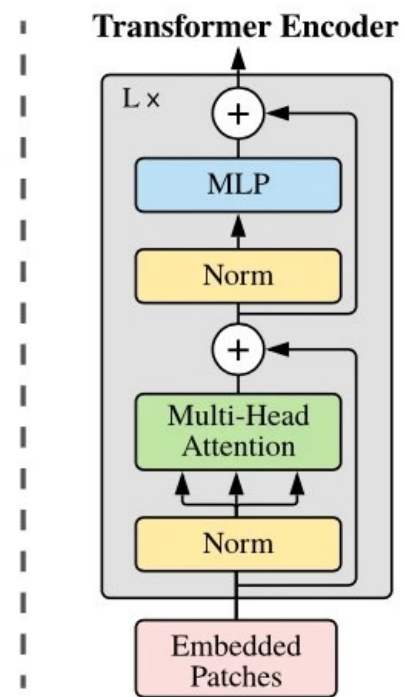 Transformer Encoder
L ×
+
MLP
Norm
+
Multi-Head
Attention
Norm
Embedded
Patches